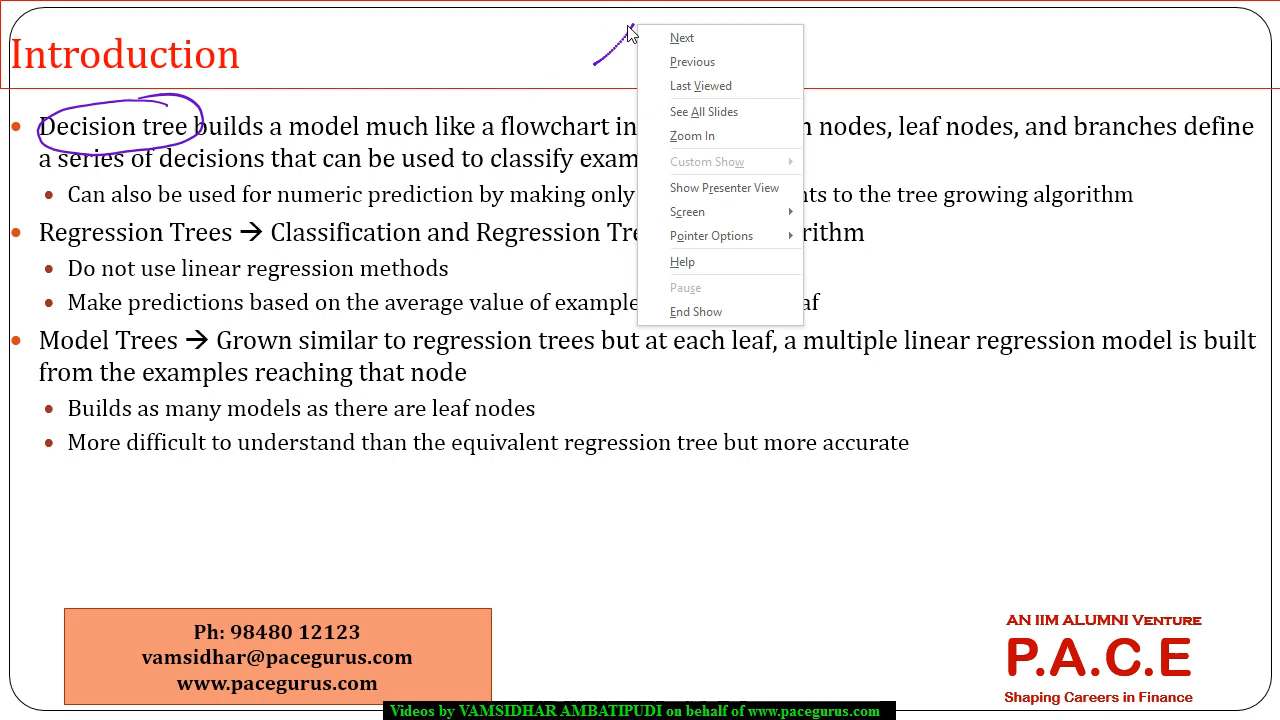 Introduction
Decision tree builds a model much like a flowchart in nodes, leaf nodes, and branches define
a series of decisions that can be used to classify exam
Can also be used for numeric prediction by making only to the tree growing algorithm
Regression Trees → Classification and Regression
Do not use linear regression methods
Make predictions based on the average value of
Model Trees → Grown similar to regression trees but at each leaf, a multiple linear regression model is built
from the examples reaching that node
Builds as many models as there are leaf nodes
More difficult to understand than the equivalent regression tree but more accurate
Next
Previous
Last Viewed
See All Slides
Zoom In
Custom Show
Show Presenter View
Screen
Pointer Options
Help
Pause
End Show
Ph: 98480 12123
vamsidhar@pacegurus.com
www.pacegurus.com
AN IIM ALUMNI VENTURE
P.A.C.E
Shaping Careers in Finance
Videos by VAMSIDHAR AMBATIPUDI on behalf of www.pacegurus.com